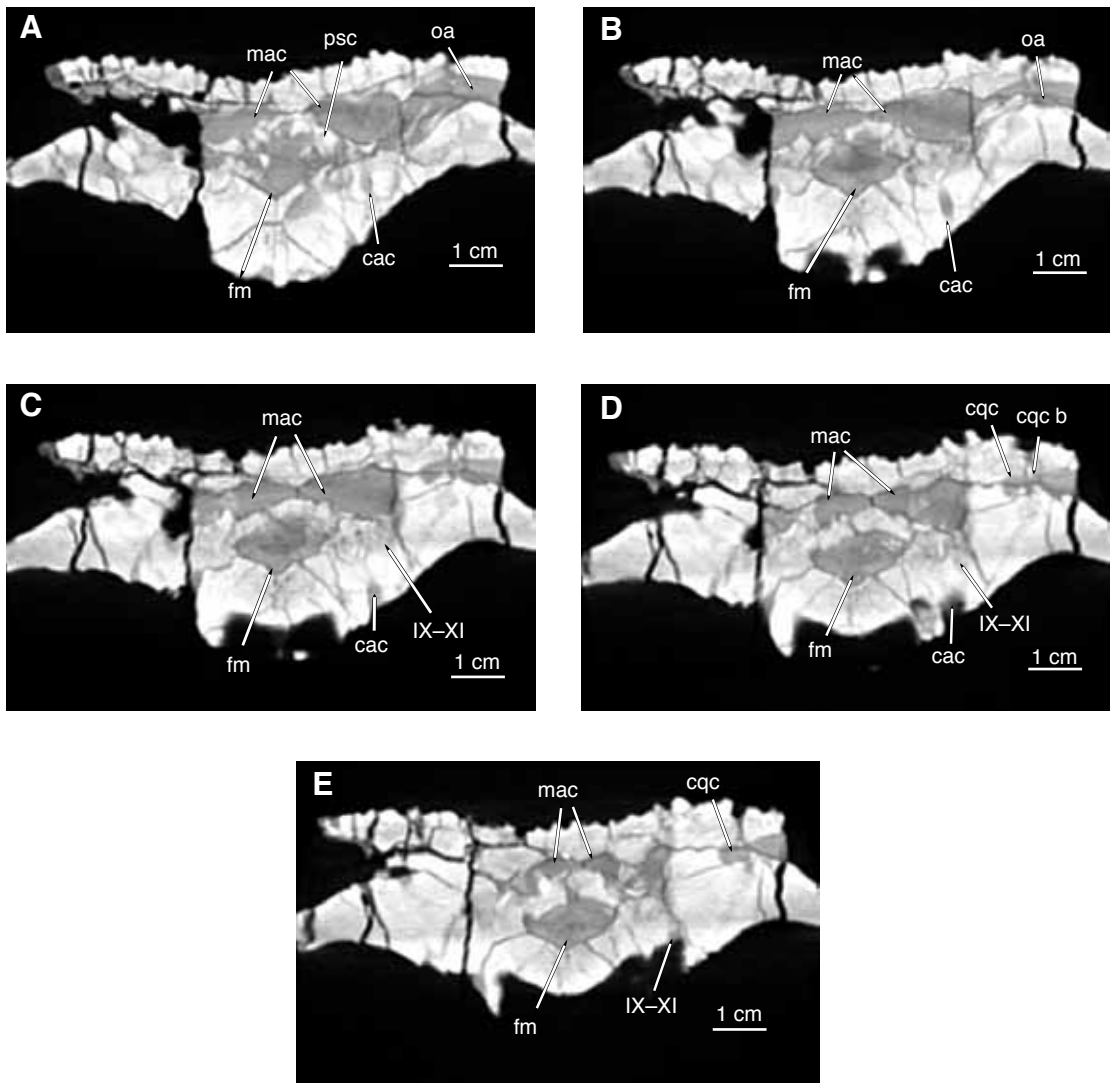 A
mac
psc
oa
cac
fm
1 cm
B
mac
oa
cac
fm
1 cm
C
mac
IX–XI
cac
fm
1 cm
D
mac
cqc
cqc b
IX–XI
cac
fm
1 cm
E
mac
cqc
IX–XI
fm
1 cm